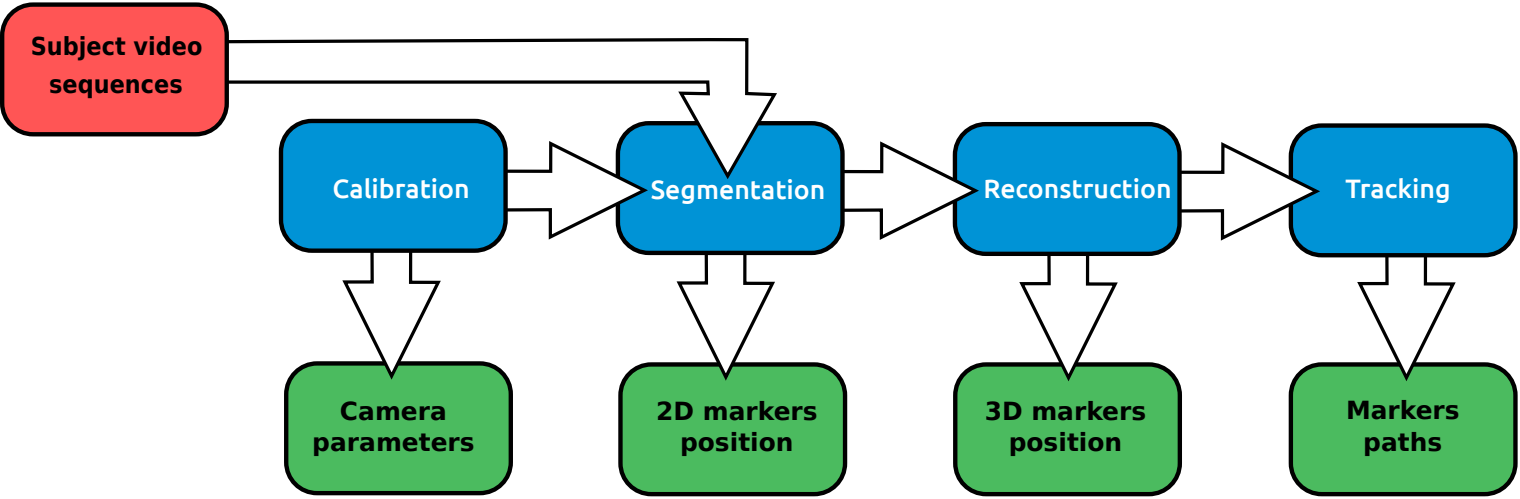 Subject video
sequences
Calibration
Segmentation
Reconstruction
Tracking
Camera
parameters
2D markers
position
3D markers
position
Markers
paths